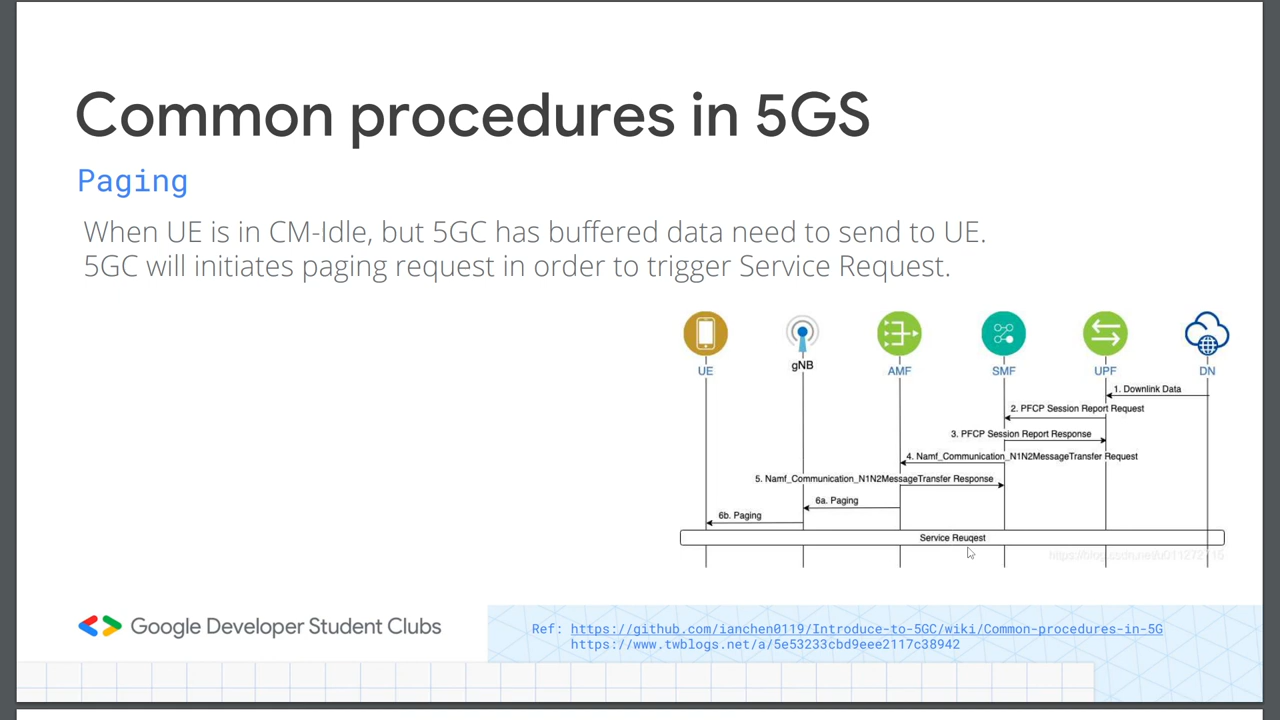 Common procedures in 5GS
Paging
When UE is in CM-Idle, but 5GC has buffered data need to send to UE.
5GC will initiates paging request in order to trigger Service Request.
UE
gNB
AMF
SMF
UPF
DN
1. Downlink Data
2. PFCP Session Report Request
3. PFCP Session Report Response
4. Namf_Communication_N1N2MessageTransfer Request
5. Namf_Communication_N1N2MessageTransfer Response
6a. Paging
6b. Paging
Service Reuqest
Google Developer Student Clubs
Ref: https://github.com/ianchen0119/Introduce-to-5GC/wiki/Common-procedures-in-5G
https://www.twblogs.net/a/5e53233cbd9eee2117c38942